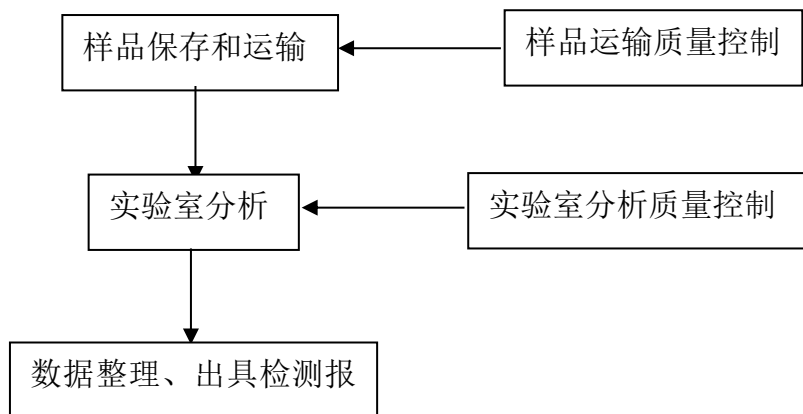 样品保存和运输
样品运输质量控制
实验室分析
实验室分析质量控制
数据整理、出具检测报